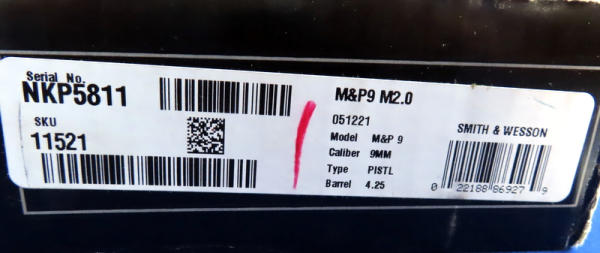 Serial No.
NKP5811
SKU
11521
M&P9 M2.0
051221
Model M&P 9
Caliber 9MM
Type PISTL
Barrel 4.25
SMITH & WESSON
0 22188 86927 9